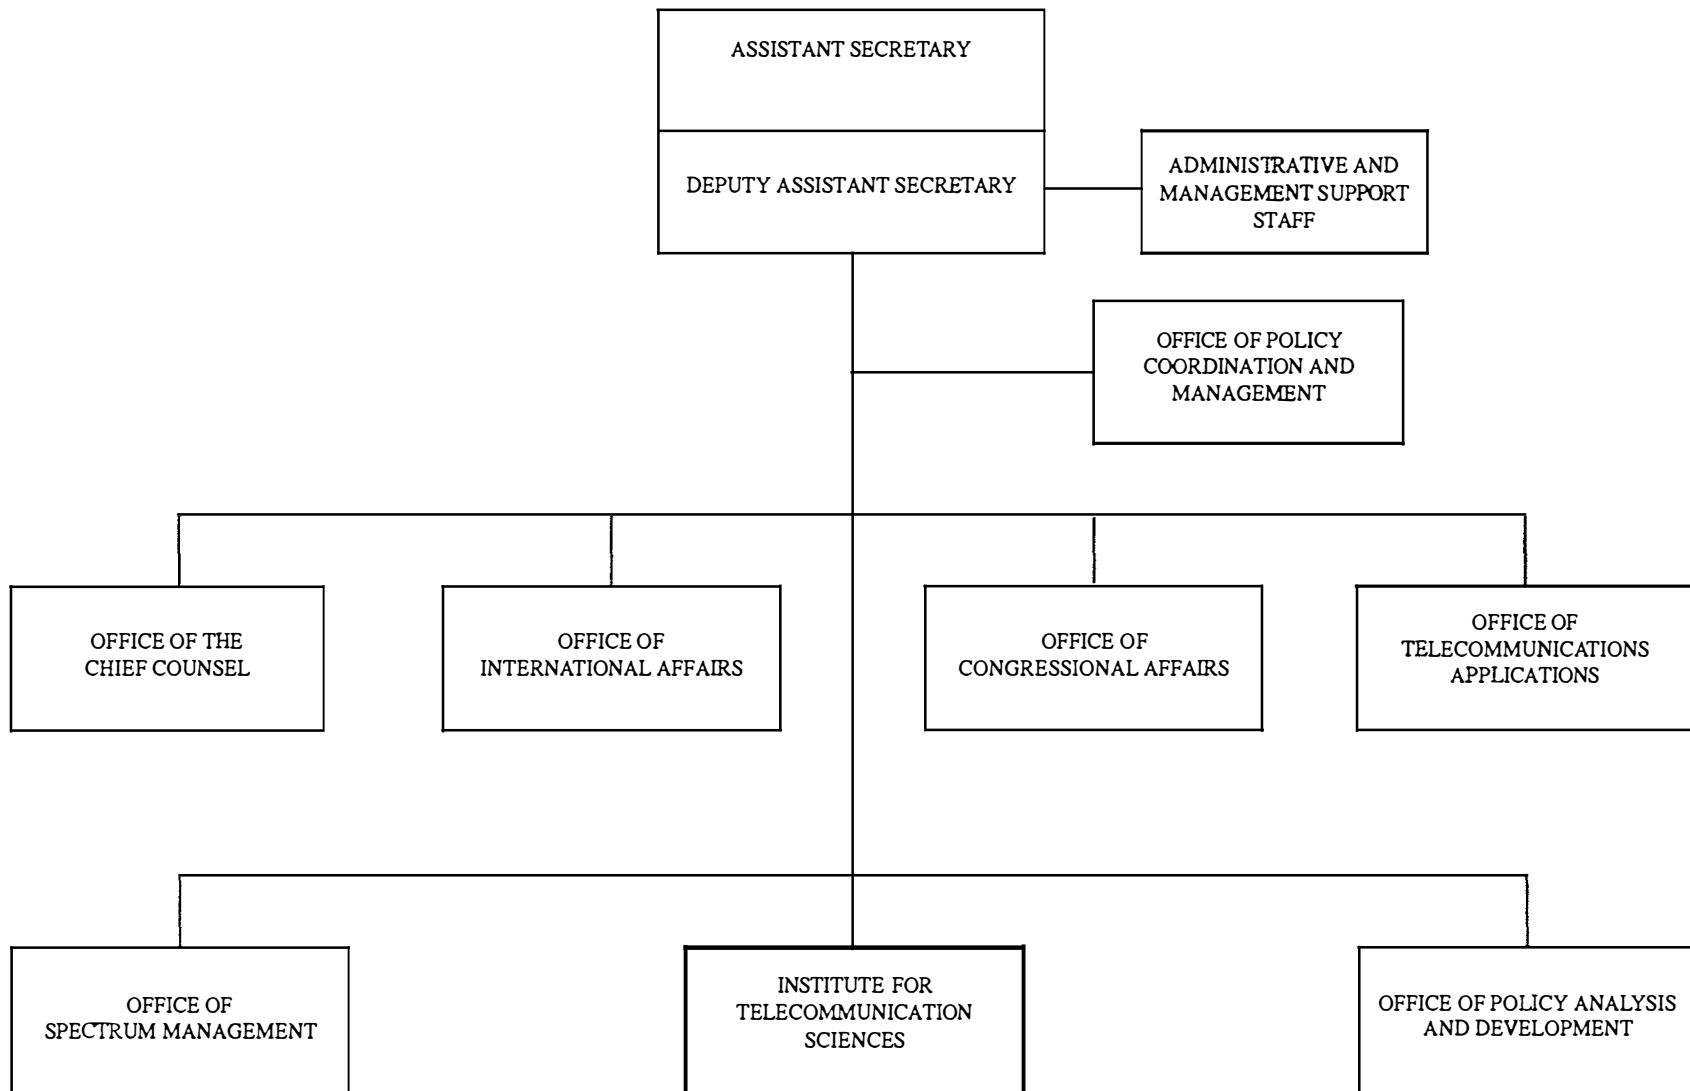 ASSISTANT SECRETARY
DEPUTY ASSISTANT SECRETARY
ADMINISTRATIVE AND
MANAGEMENT SUPPORT
STAFF
OFFICE OF POLICY
COORDINATION AND
MANAGEMENT
OFFICE OF THE
CHIEF COUNSEL
OFFICE OF
INTERNATIONAL AFFAIRS
OFFICE OF
CONGRESSIONAL AFFAIRS
OFFICE OF
TELECOMMUNICATIONS
APPLICATIONS
OFFICE OF
SPECTRUM MANAGEMENT
INSTITUTE FOR
TELECOMMUNICATION
SCIENCES
OFFICE OF POLICY ANALYSIS
AND DEVELOPMENT